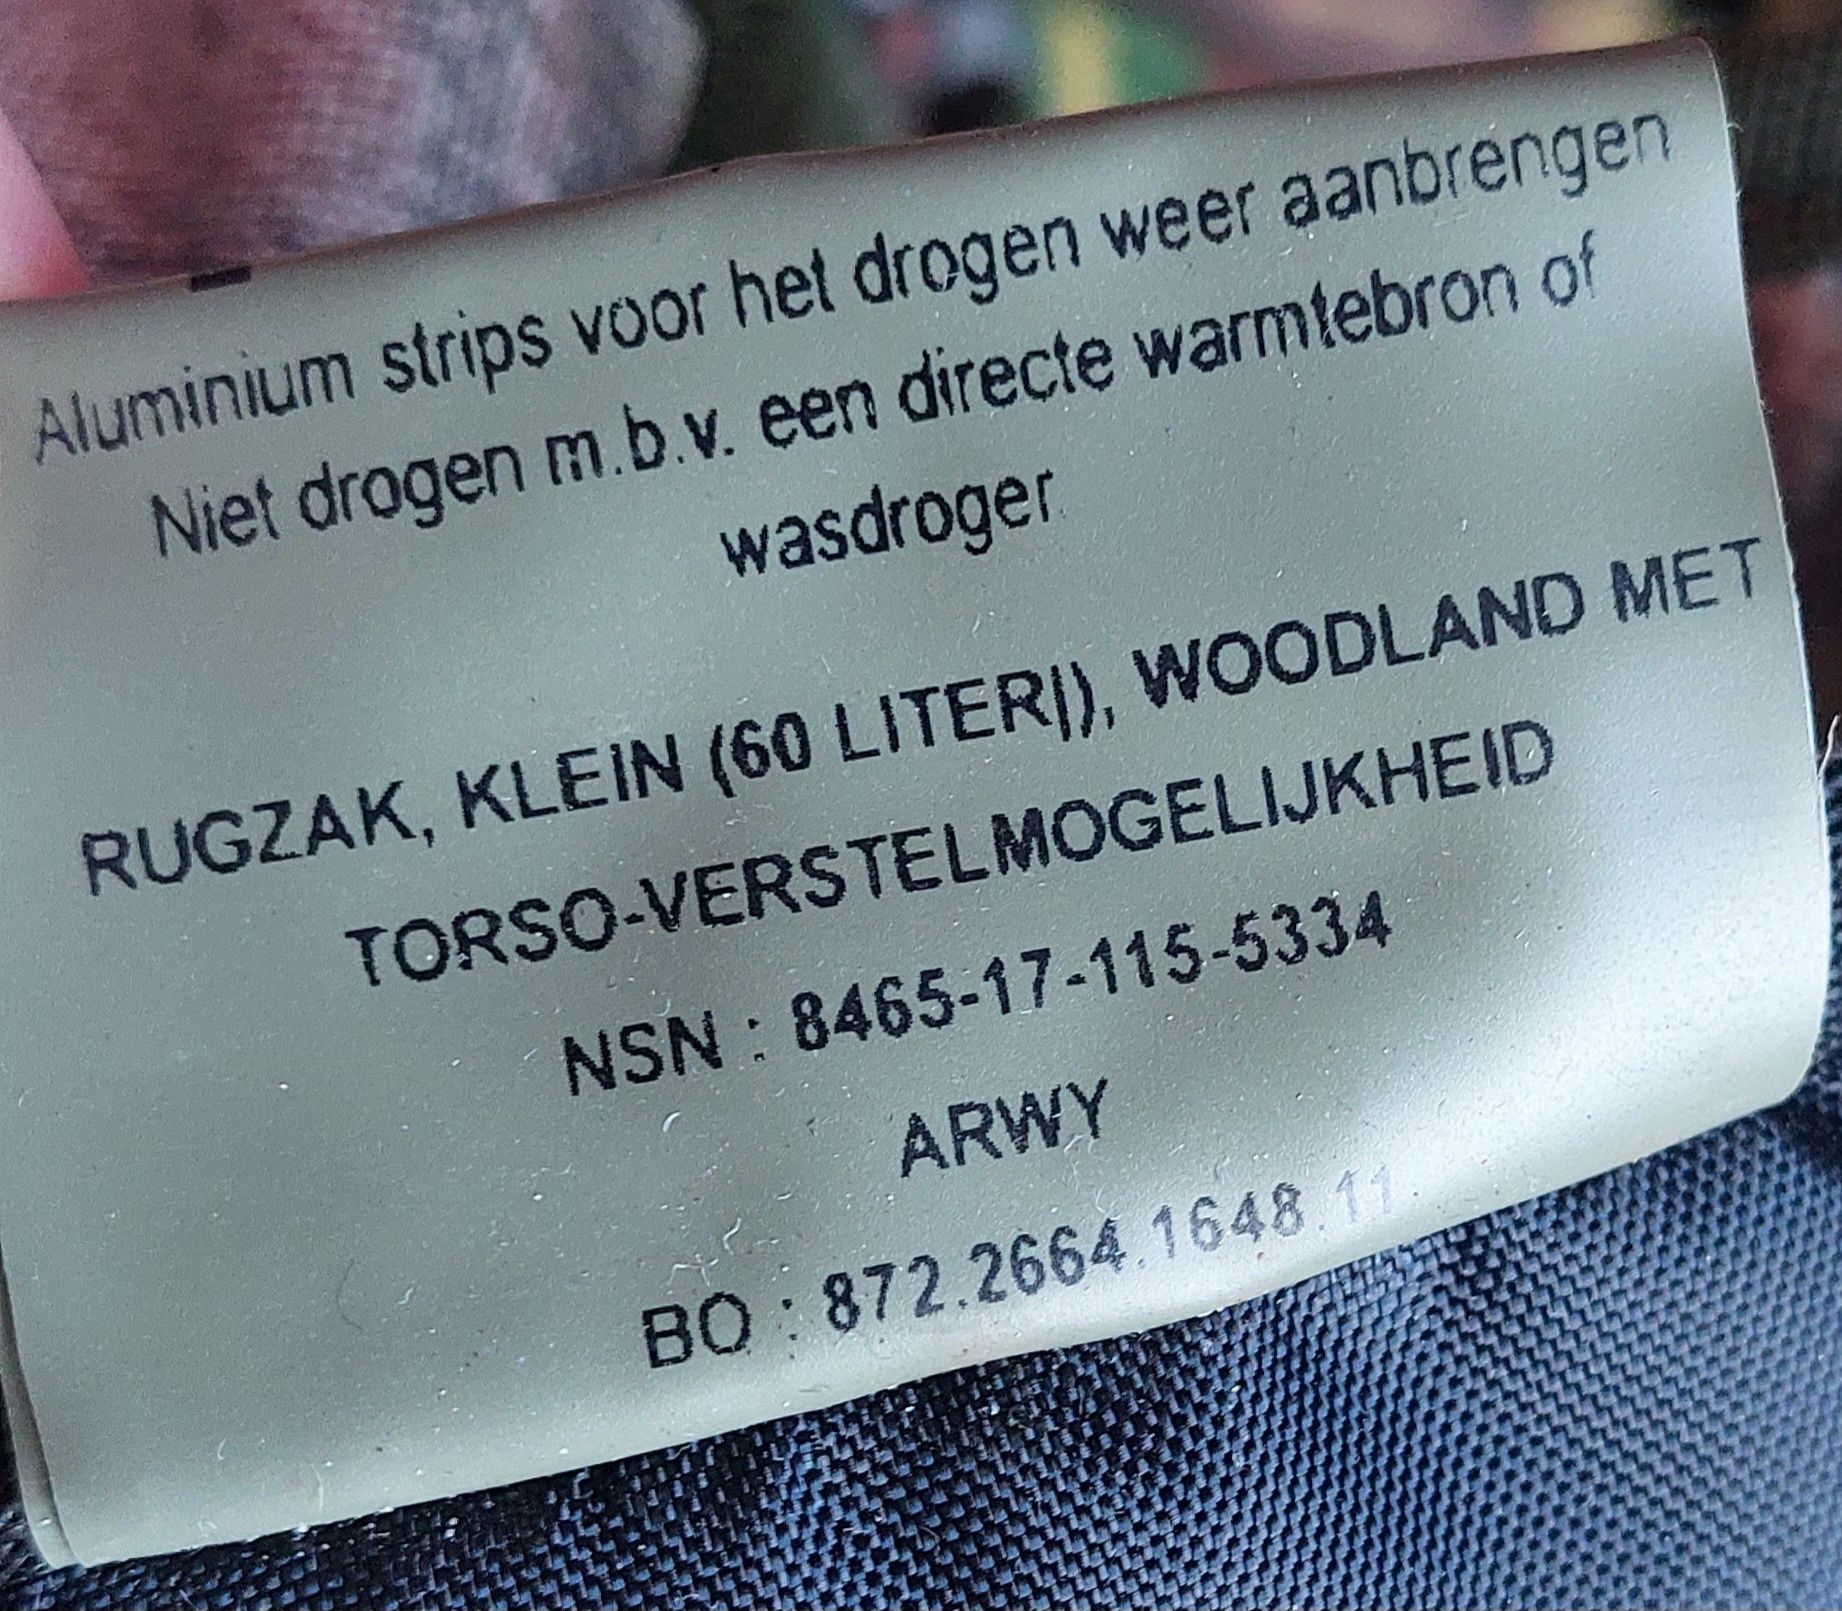 Aluminium strips voor het drogen weer aanbrengen
Niet drogen m.b.v. een directe warmtebron of
wasdroger
RUGZAK, KLEIN (60 LITER|), WOODLAND MET
TORSO-VERSTELMOGELIJKHEID
NSN : 8465-17-115-5334
ARWY
BO : 872.2664.1648.11